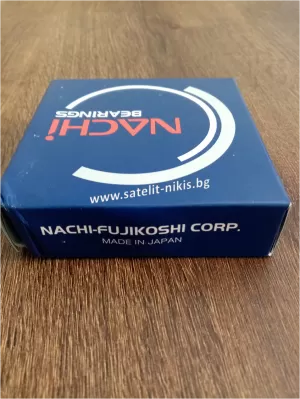 NACHi
BEARINGS
www.satelit-nikis.bg
NACHI-FUJIKOSHI CORP.
MADE IN JAPAN